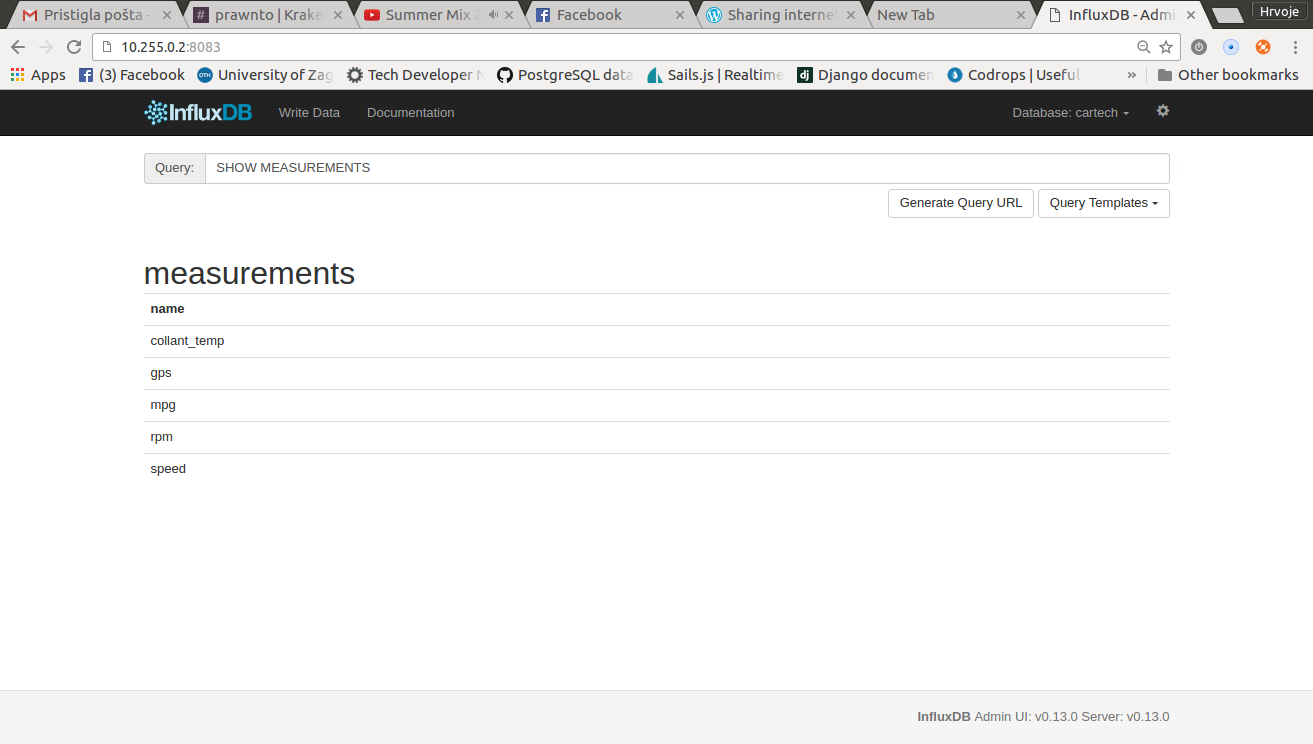 Pristigla pošta - prawnto | Krake Summer Mix Facebook Sharing interne New Tab InfluxDB - Admi Hrvoje
10.255.0.2:8083
Apps (3) Facebook University of Zag Tech Developer PostgreSQL data Sails.js | Realtime Django documen Codrops | Useful » Other bookmarks
InfluxDB Write Data Documentation Database: cartech
Query: SHOW MEASUREMENTS
Generate Query URL Query Templates
measurements
name
collant_temp
gps
mpg
rpm
speed
InfluxDB Admin UI: v0.13.0 Server: v0.13.0